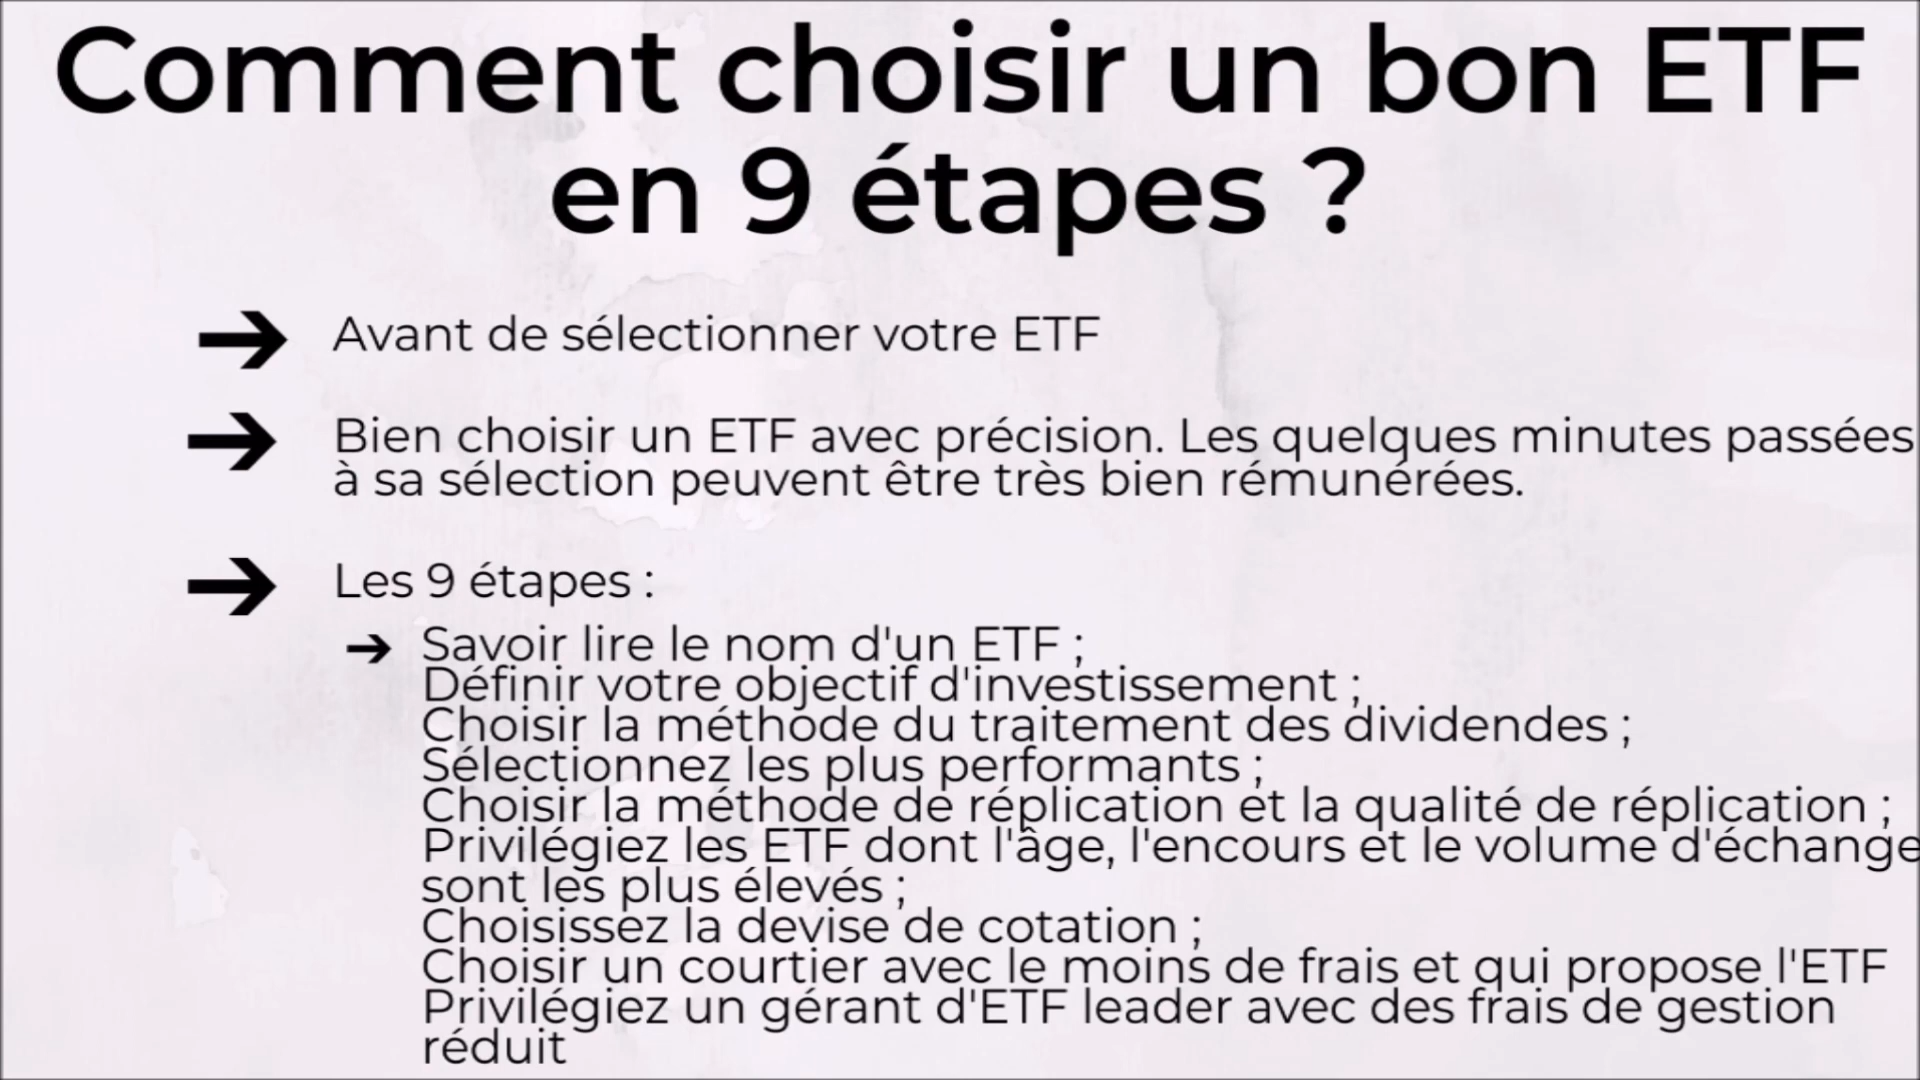 Comment choisir un bon ETF
en 9 étapes ?
Avant de sélectionner votre ETF
Bien choisir un ETF avec précision. Les quelques minutes passées
à sa sélection peuvent être très bien rémunérées.
Les 9 étapes :
Savoir lire le nom d'un ETF ;
Définir votre objectif d'investissement ;
Choisir la méthode du traitement des dividendes ;
Sélectionnez les plus performants ;
Choisir la méthode de réplication et la qualité de réplication ;
Privilégiez les ETF dont l'âge, l'encours et le volume d'échange
sont les plus élevés ;
Choisissez la devise de cotation ;
Choisir un courtier avec le moins de frais et qui propose l'ETF
Privilégiez un gérant d'ETF leader avec des frais de gestion
réduit